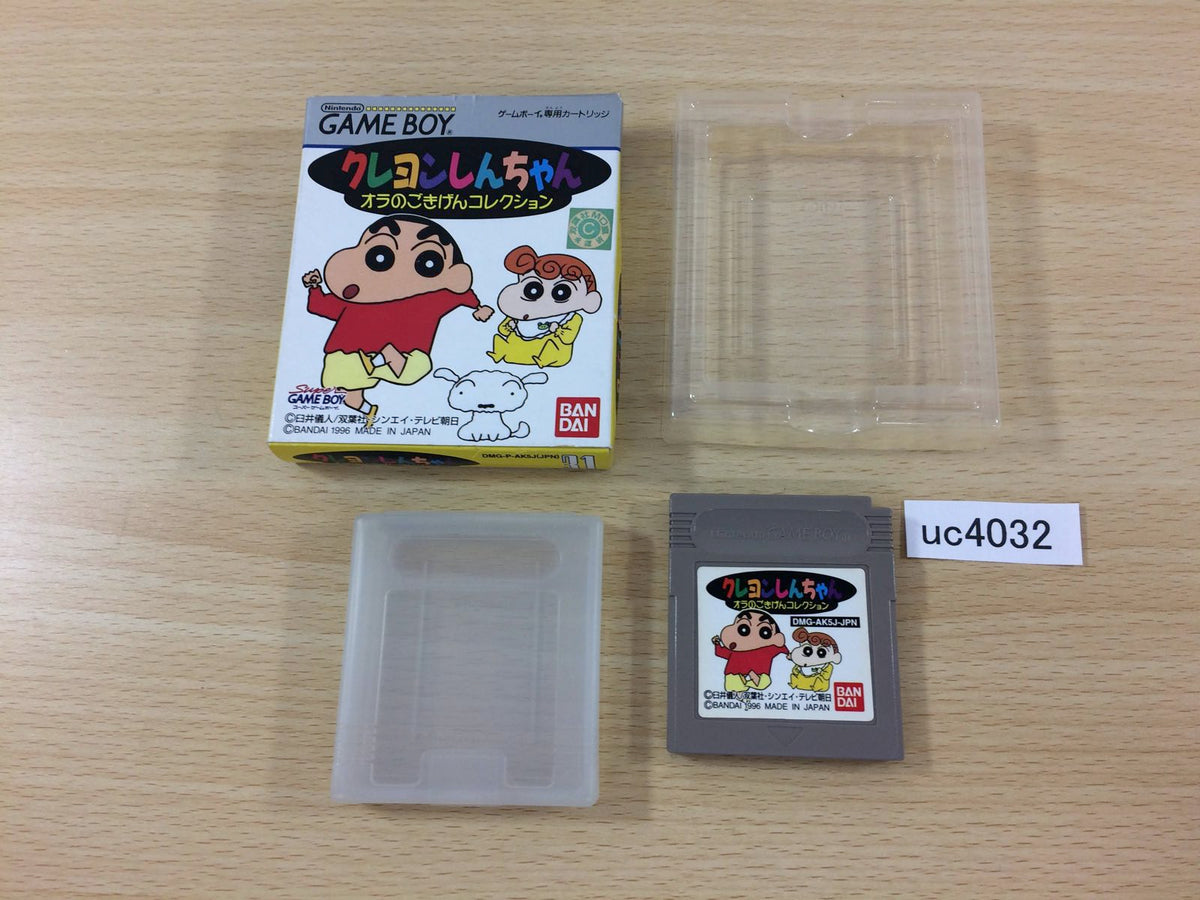 Nintendo
GAME BOY®
ゲームボーイ®専用カートリッジ
クレヨンしんちゃん
オラのごきげんコレクション
C
Super
GAME BOY
スーパーゲームボーイ®
©臼井儀人/双葉社・シンエイ・テレビ朝日
©BANDAI 1996 MADE IN JAPAN
BAN
DAI
クレヨンしんちゃん
DMG-P-AK5J(JPN)
Nintendo GAME BOY
uc4032
クレヨンしんちゃん
オラのごきげんコレクション
DMG-AK5J-JPN
©臼井儀人/双葉社・シンエイ・テレビ朝日
©BANDAI 1996 MADE IN JAPAN
BAN
DAI